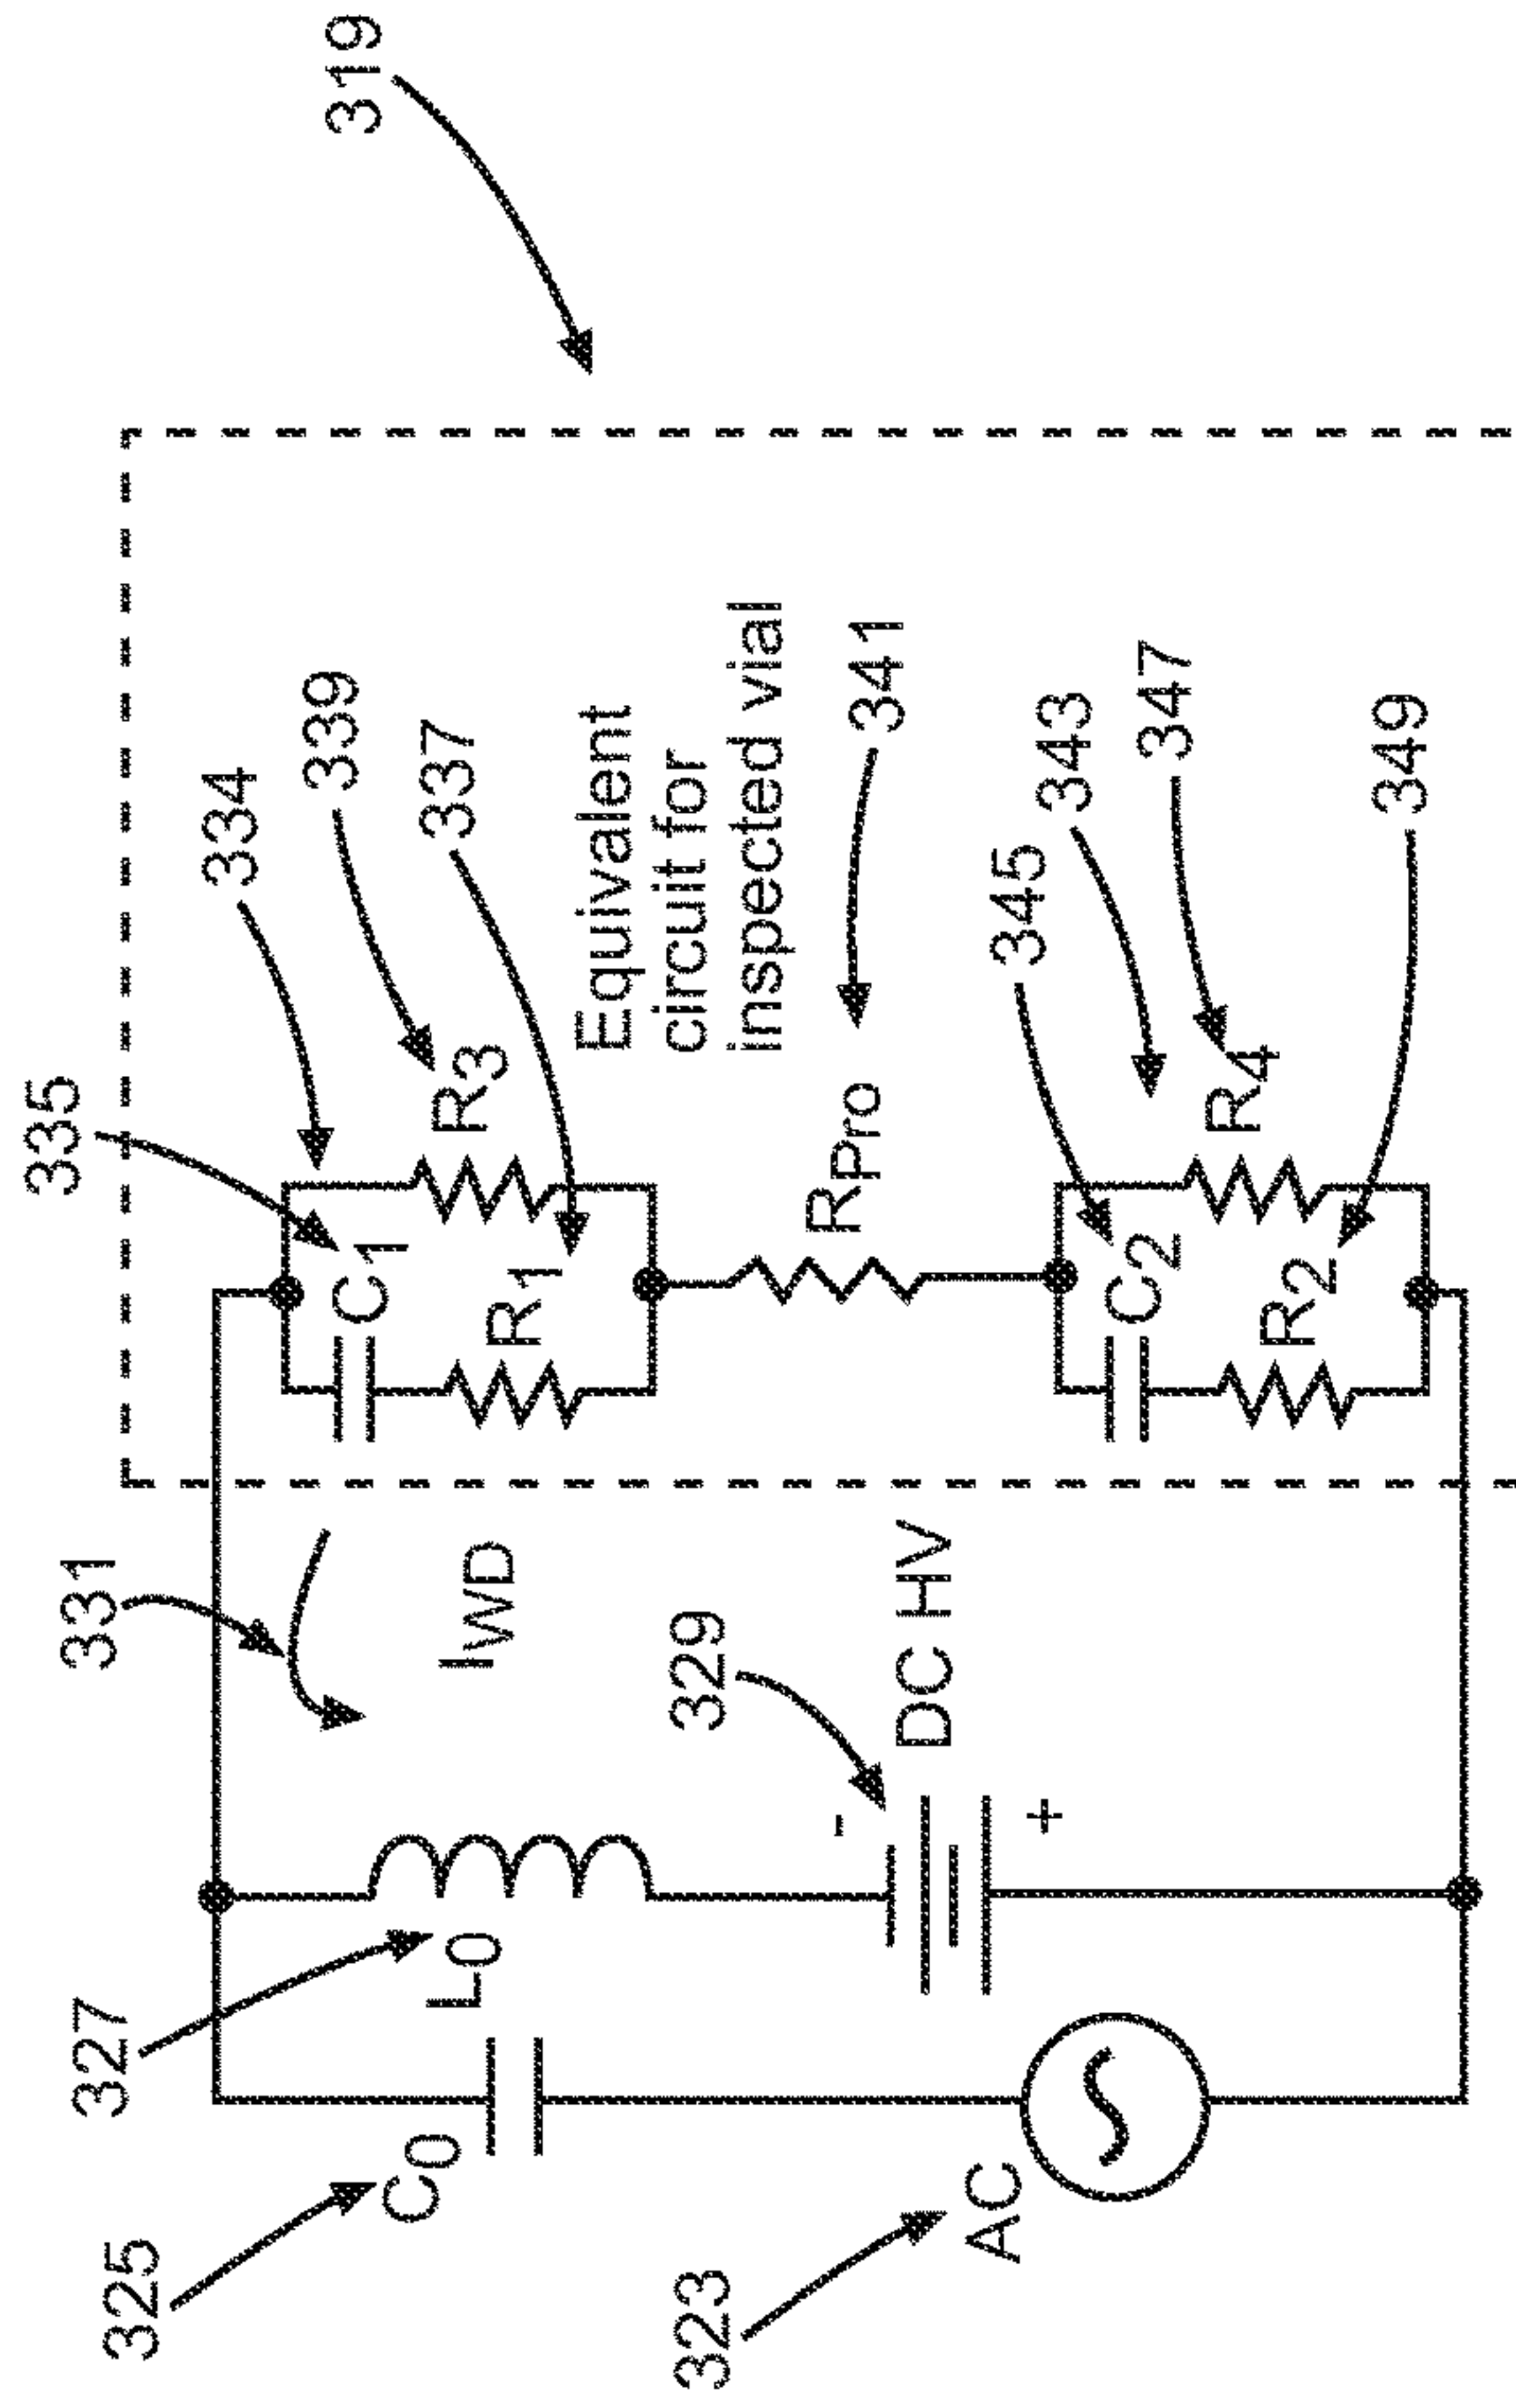 319
335
334
339
337
C1
R3
R1
Equivalent
circuit for
inspected vial
341
RPro
345
343
347
349
C2
R4
R2
331
IWD
329
DC HV
-
+
327
L0
325
C0
323
AC